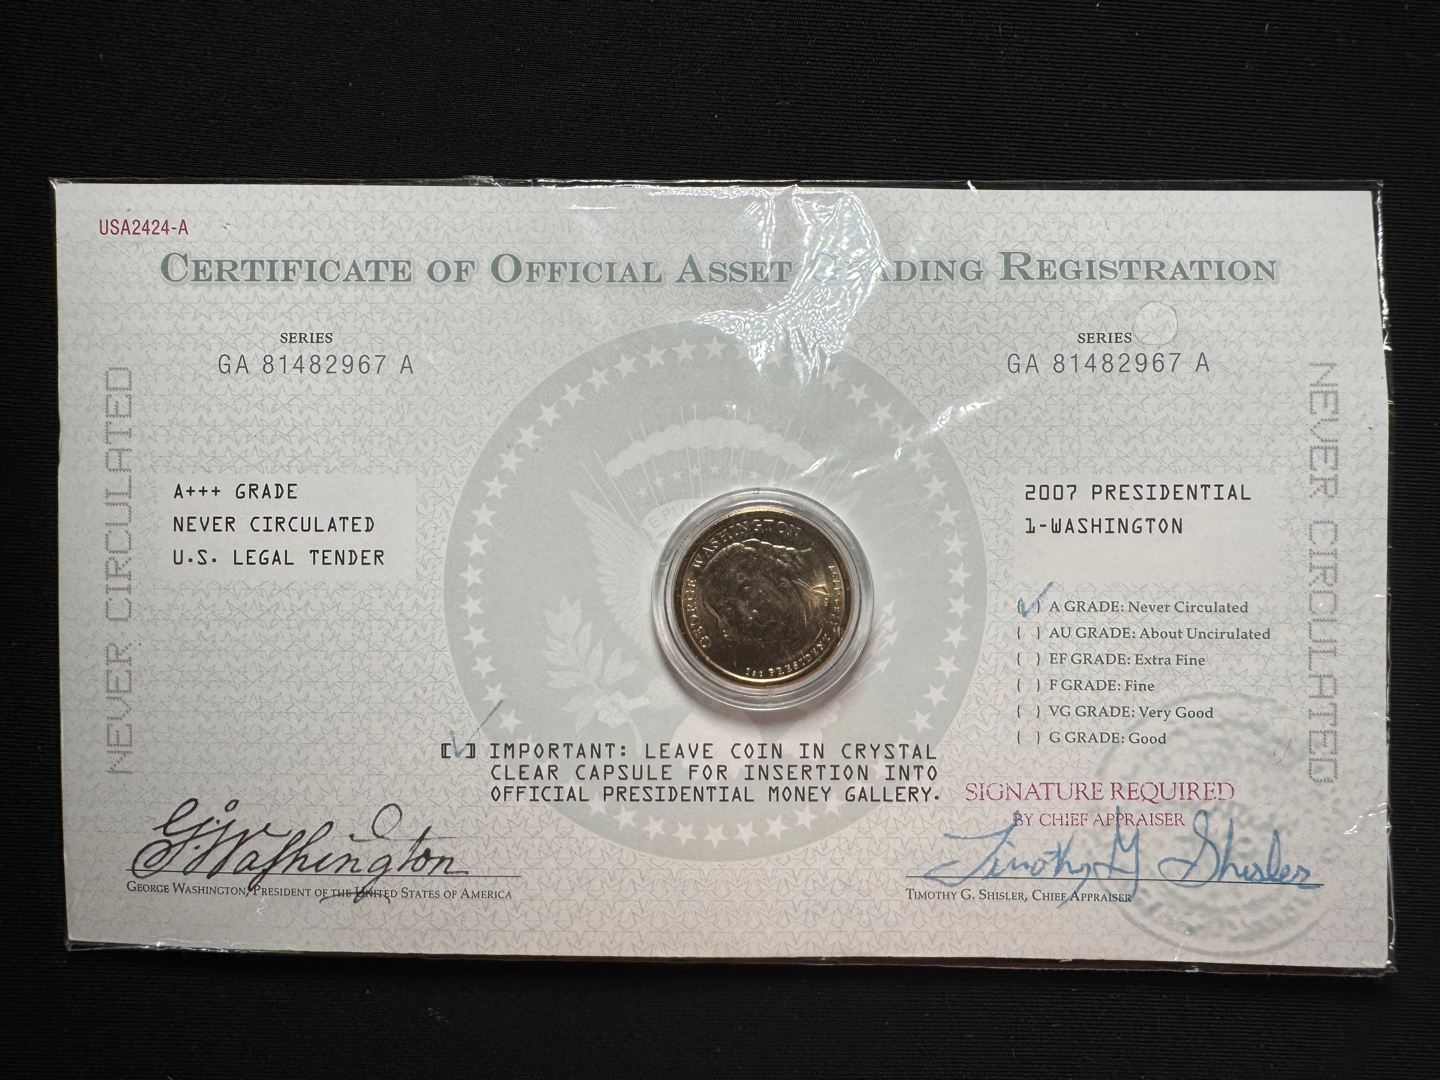 USA2424-A
CERTIFICATE OF OFFICIAL ASSET GRADING REGISTRATION
SERIES
GA 81482967 A
SERIES
GA 81482967 A
NEVER CIRCULATED
A+++ GRADE
NEVER CIRCULATED
U.S. LEGAL TENDER
2007 PRESIDENTIAL
1-WASHINGTON
NEVER CIRCULATED
GEORGE WASHINGTON
1st PRESIDENT
( ) A GRADE: Never Circulated
( ) AU GRADE: About Uncirulated
( ) EF GRADE: Extra Fine
( ) F GRADE: Fine
( ) VG GRADE: Very Good
( ) G GRADE: Good
[ ] IMPORTANT: LEAVE COIN IN CRYSTAL
CLEAR CAPSULE FOR INSERTION INTO
OFFICIAL PRESIDENTIAL MONEY GALLERY.
SIGNATURE REQUIRED
BY CHIEF APPRAISER
G. Washington
Timothy G Shisler
GEORGE WASHINGTON, PRESIDENT OF THE UNITED STATES OF AMERICA
TIMOTHY G. SHISLER, CHIEF APPRAISER